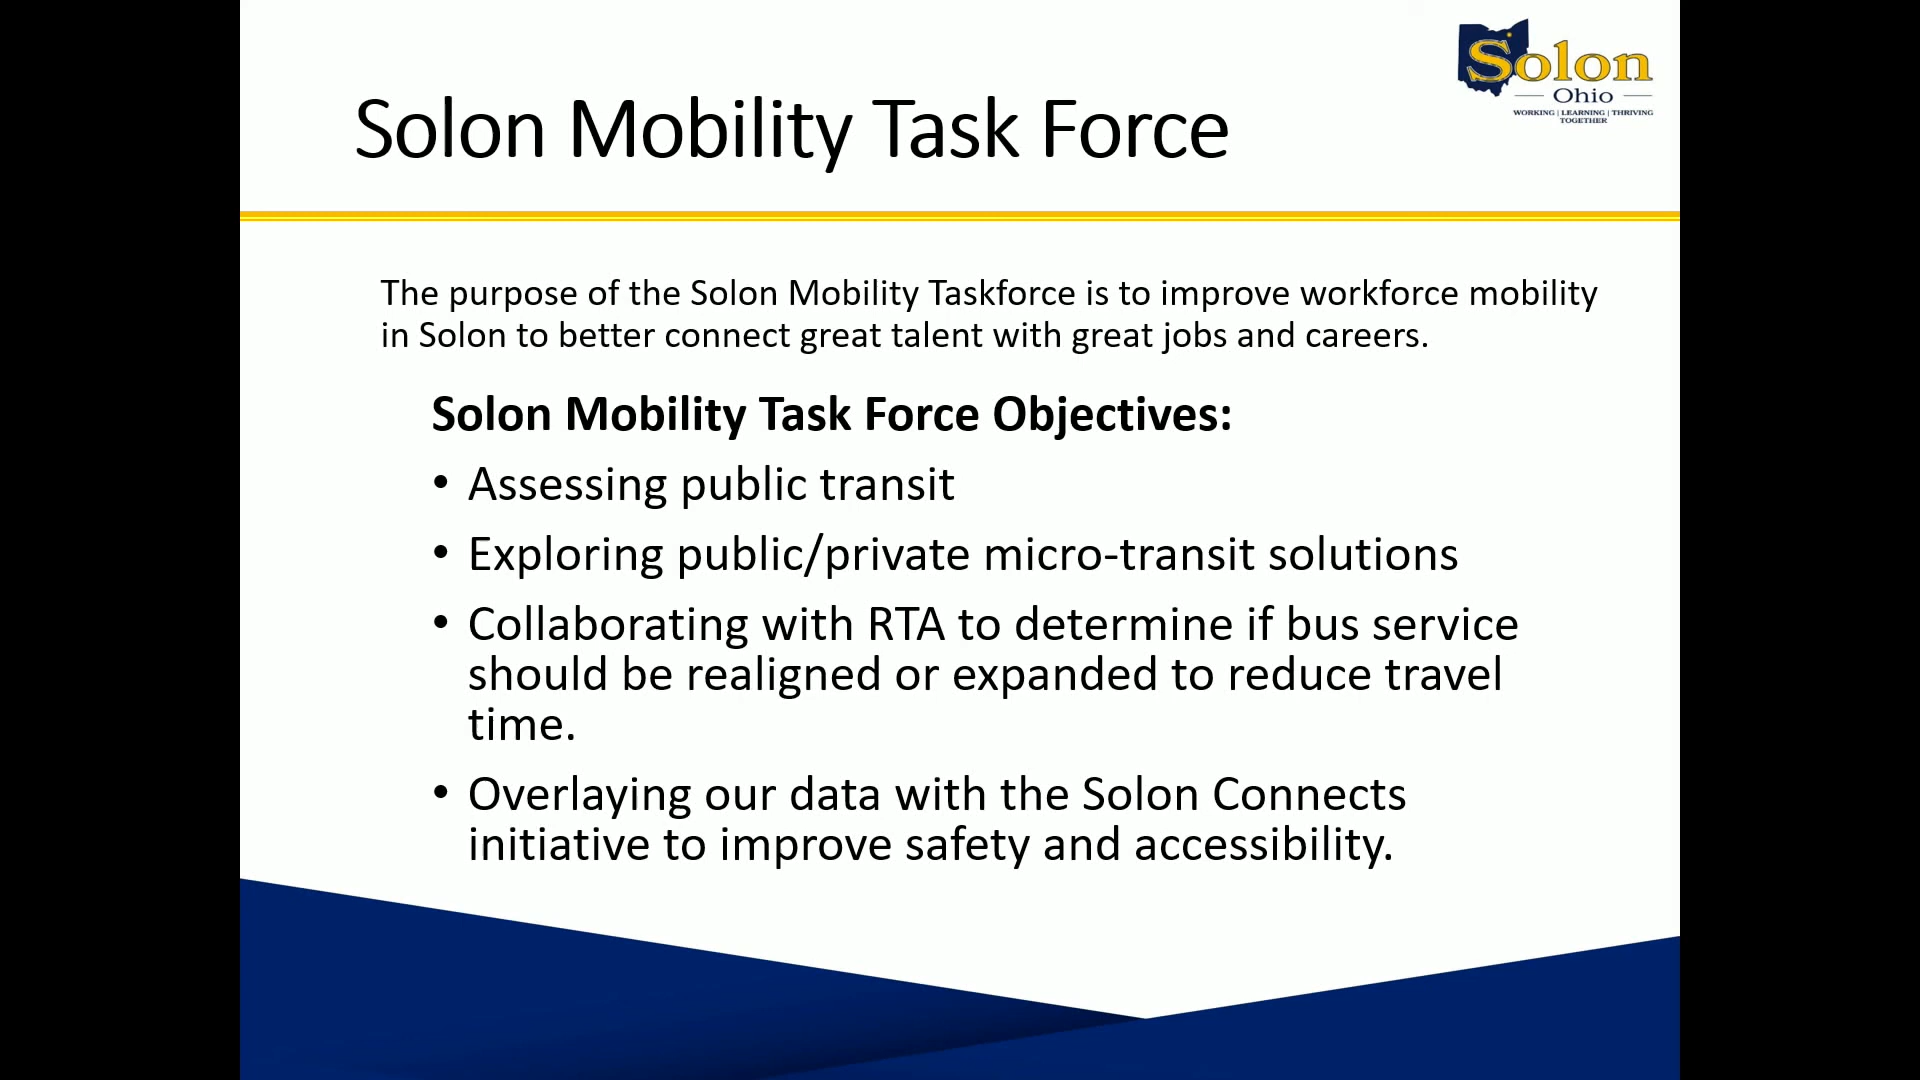 Solon
Ohio
WORKING | LEARNING | THRIVING
TOGETHER
Solon Mobility Task Force
The purpose of the Solon Mobility Taskforce is to improve workforce mobility
in Solon to better connect great talent with great jobs and careers.
Solon Mobility Task Force Objectives:
• Assessing public transit
• Exploring public/private micro-transit solutions
• Collaborating with RTA to determine if bus service
should be realigned or expanded to reduce travel
time.
• Overlaying our data with the Solon Connects
initiative to improve safety and accessibility.